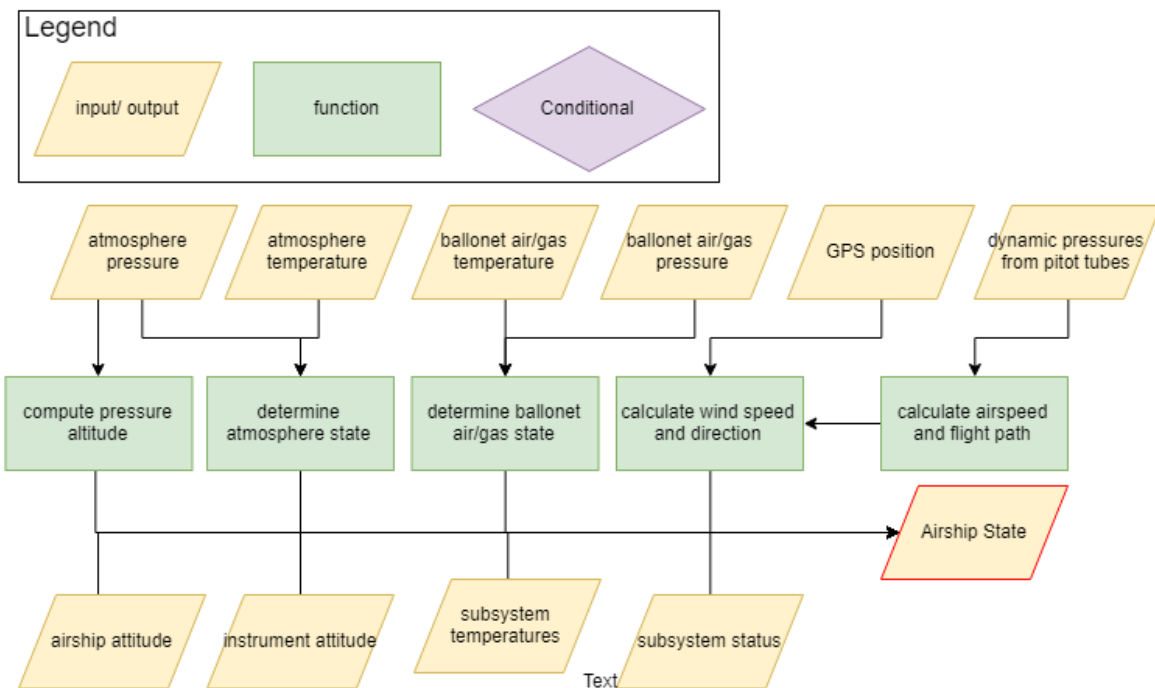 Legend
input/ output
function
Conditional
atmosphere
pressure
atmosphere
temperature
ballonet air/gas
temperature
ballonet air/gas
pressure
GPS position
dynamic pressures
from pitot tubes
compute pressure
altitude
determine
atmosphere state
determine ballonet
air/gas state
calculate wind speed
and direction
calculate airspeed
and flight path
Airship State
airship attitude
instrument attitude
subsystem
temperatures
subsystem status
Text